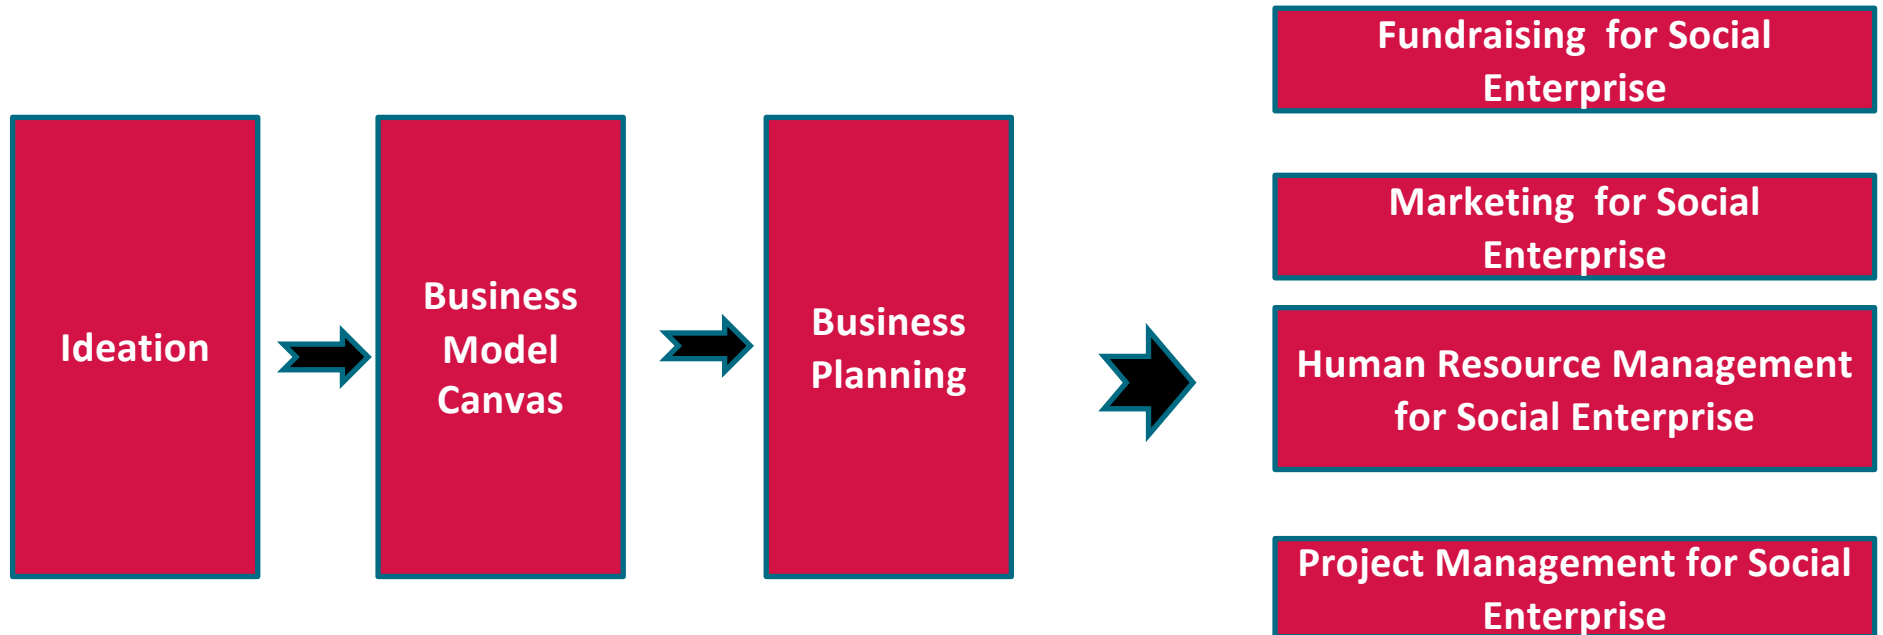 Ideation
Business
Model
Canvas
Business
Planning
Fundraising  for Social
Enterprise
Marketing  for Social
Enterprise
Human Resource Management
for Social Enterprise
Project Management for Social
Enterprise